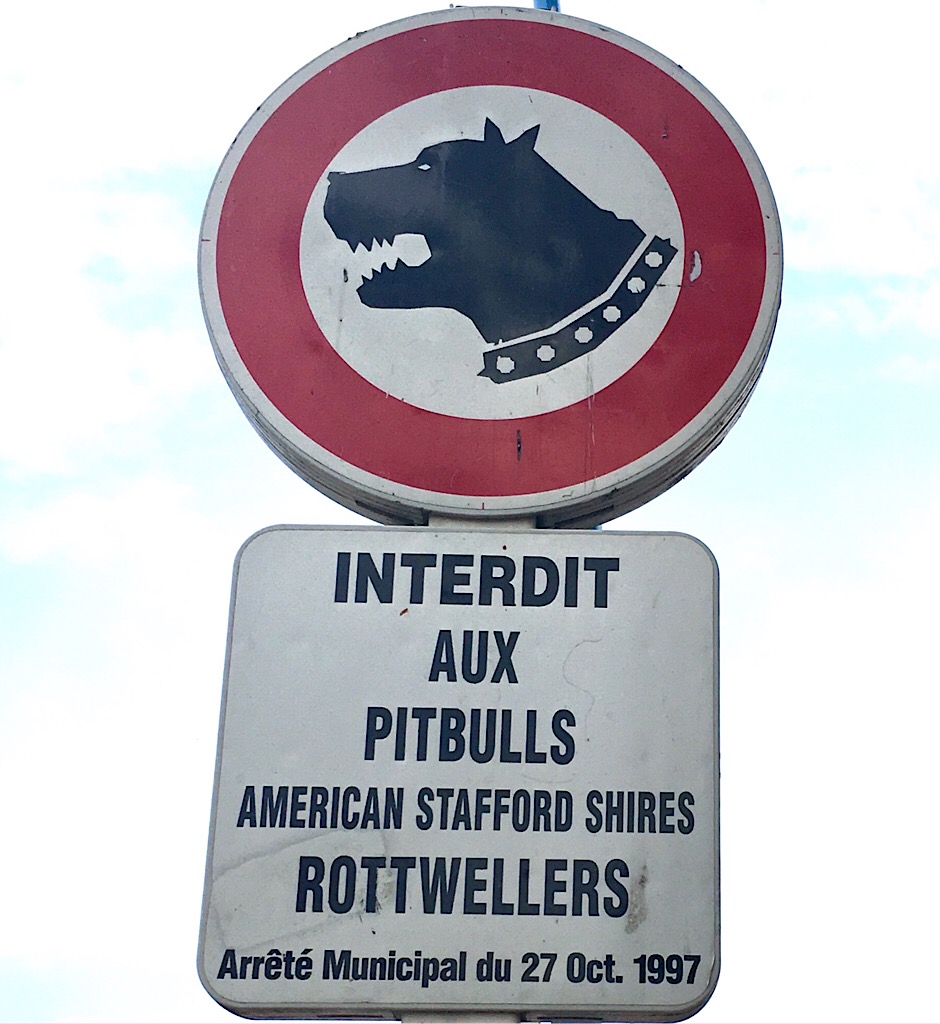 INTERDIT
AUX
PITBULLS
AMERICAN STAFFORD SHIRES
ROTTWELLERS
Arrêté Municipal du 27 Oct. 1997